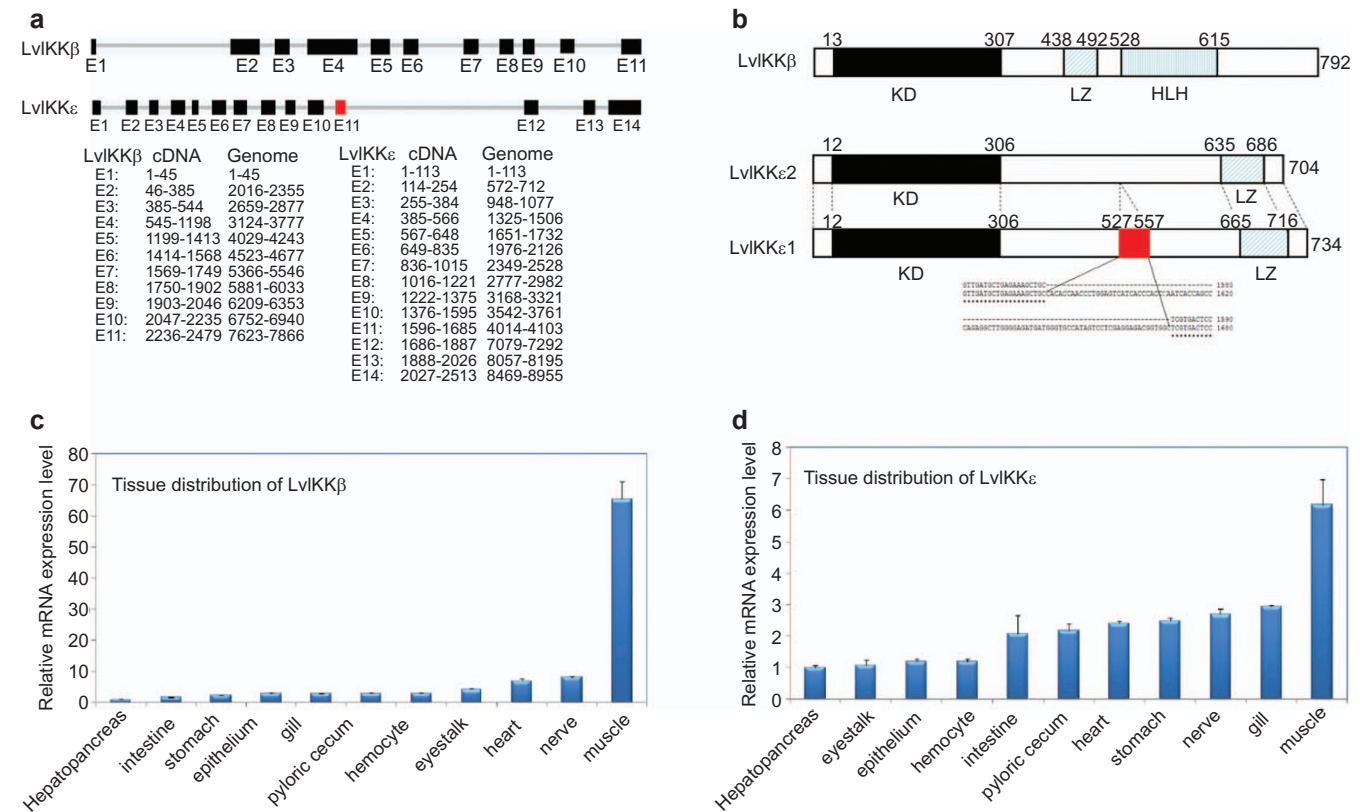 a
LvIKKβ
E1 E2 E3 E4 E5 E6 E7 E8 E9 E10 E11
LvIKKε
E1 E2 E3 E4 E5 E6 E7 E8 E9 E10 E11 E12 E13 E14
LvIKKβ cDNA Genome
E1: 1-45 1-45
E2: 46-385 2016-2355
E3: 385-544 2659-2877
E4: 545-1198 3124-3777
E5: 1199-1413 4029-4243
E6: 1414-1568 4523-4677
E7: 1569-1749 5366-5546
E8: 1750-1902 5881-6033
E9: 1903-2046 6209-6353
E10: 2047-2235 6752-6940
E11: 2236-2479 7623-7866
LvIKKε cDNA Genome
E1: 1-113 1-113
E2: 114-254 572-712
E3: 255-384 948-1077
E4: 385-566 1325-1506
E5: 567-648 1651-1732
E6: 649-835 1976-2126
E7: 836-1015 2349-2528
E8: 1016-1221 2777-2982
E9: 1222-1375 3168-3321
E10: 1376-1595 3542-3761
E11: 1596-1685 4014-4103
E12: 1686-1887 7079-7292
E13: 1888-2026 8057-8195
E14: 2027-2513 8469-8955
b
13 307 438 492 528 615
LvIKKβ 792
KD LZ HLH
12 306 635 686
LvIKKε2 704
KD LZ
12 306 527 557 665 716
LvIKKε1 734
KD LZ
c
Tissue distribution of LvIKKβ
Relative mRNA expression level
80
70
60
50
40
30
20
10
0
Hepatopancreas intestine stomach epithelium gill pyloric cecum hemocyte eyestalk heart nerve muscle
d
Tissue distribution of LvIKKε
Relative mRNA expression level
8
7
6
5
4
3
2
1
0
Hepatopancreas eyestalk epithelium hemocyte intestine pyloric cecum heart stomach nerve gill muscle